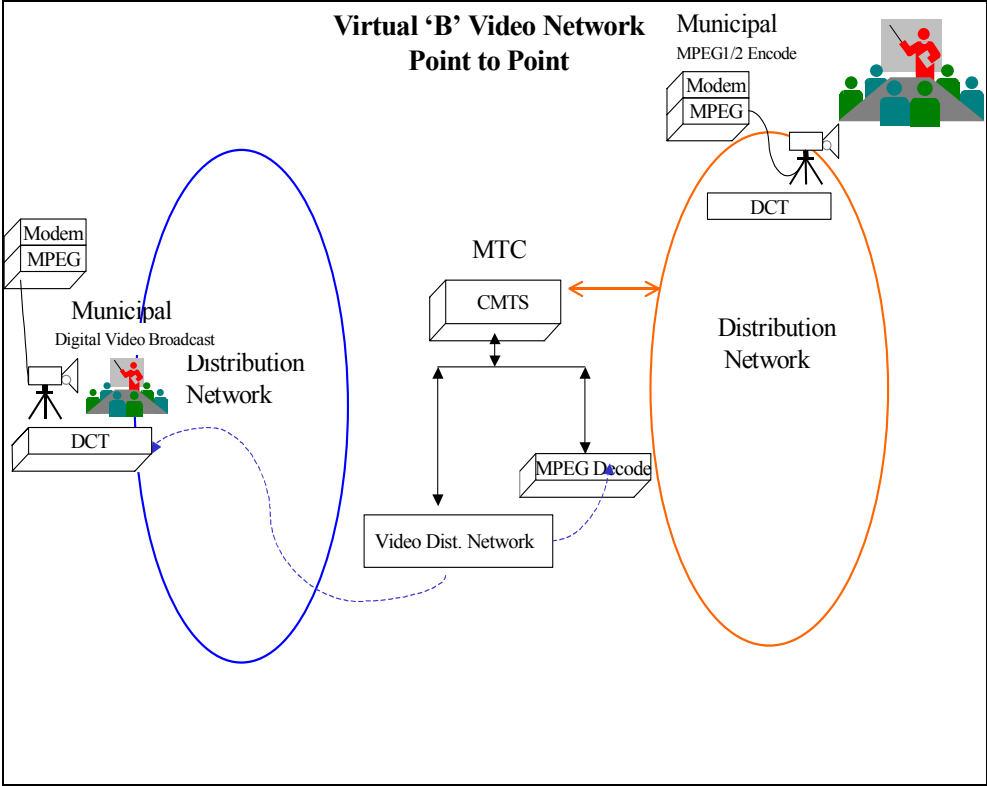 Virtual ‘B’ Video Network
Point to Point
Municipal
MPEG1/2 Encode
Modem
MPEG
DCT
Modem
MPEG
Municipal
Digital Video Broadcast
Distribution
Network
DCT
MTC
CMTS
MPEG Decode
Video Dist. Network
Distribution
Network